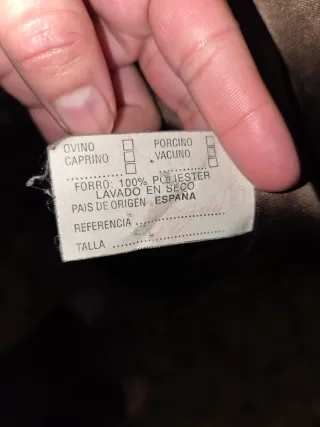 OVINO □ PORCINO □
CAPRINO □ VACUNO □
.................. □ .................. □
FORRO: 100% POLIESTER
LAVADO EN SECO
PAIS DE ORIGEN ESPAÑA
REFERENCIA ..............................
TALLA ..............................